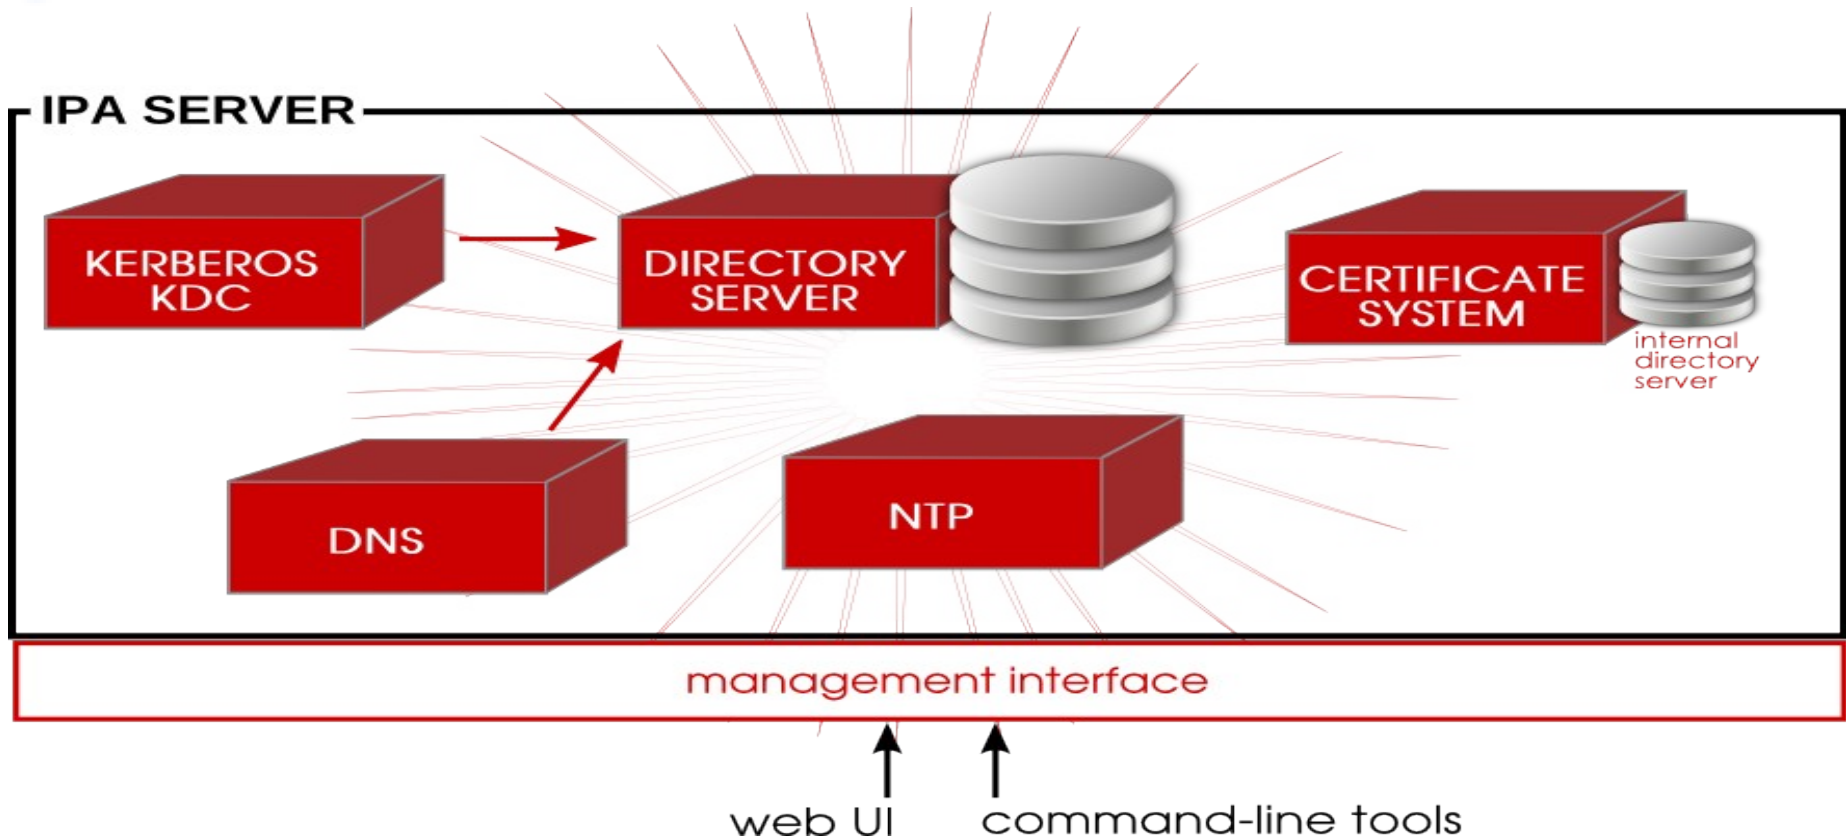 IPA SERVER
KERBEROS
KDC
DIRECTORY
SERVER
CERTIFICATE
SYSTEM
internal
directory
server
DNS
NTP
management interface
web UI
command-line tools